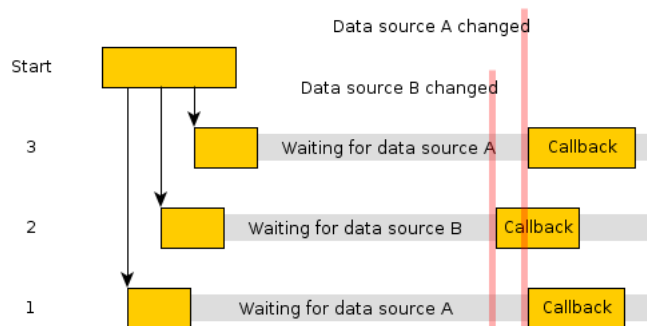 Data source A changed
Start
Data source B changed
3 Waiting for data source A Callback
2 Waiting for data source B Callback
1 Waiting for data source A Callback